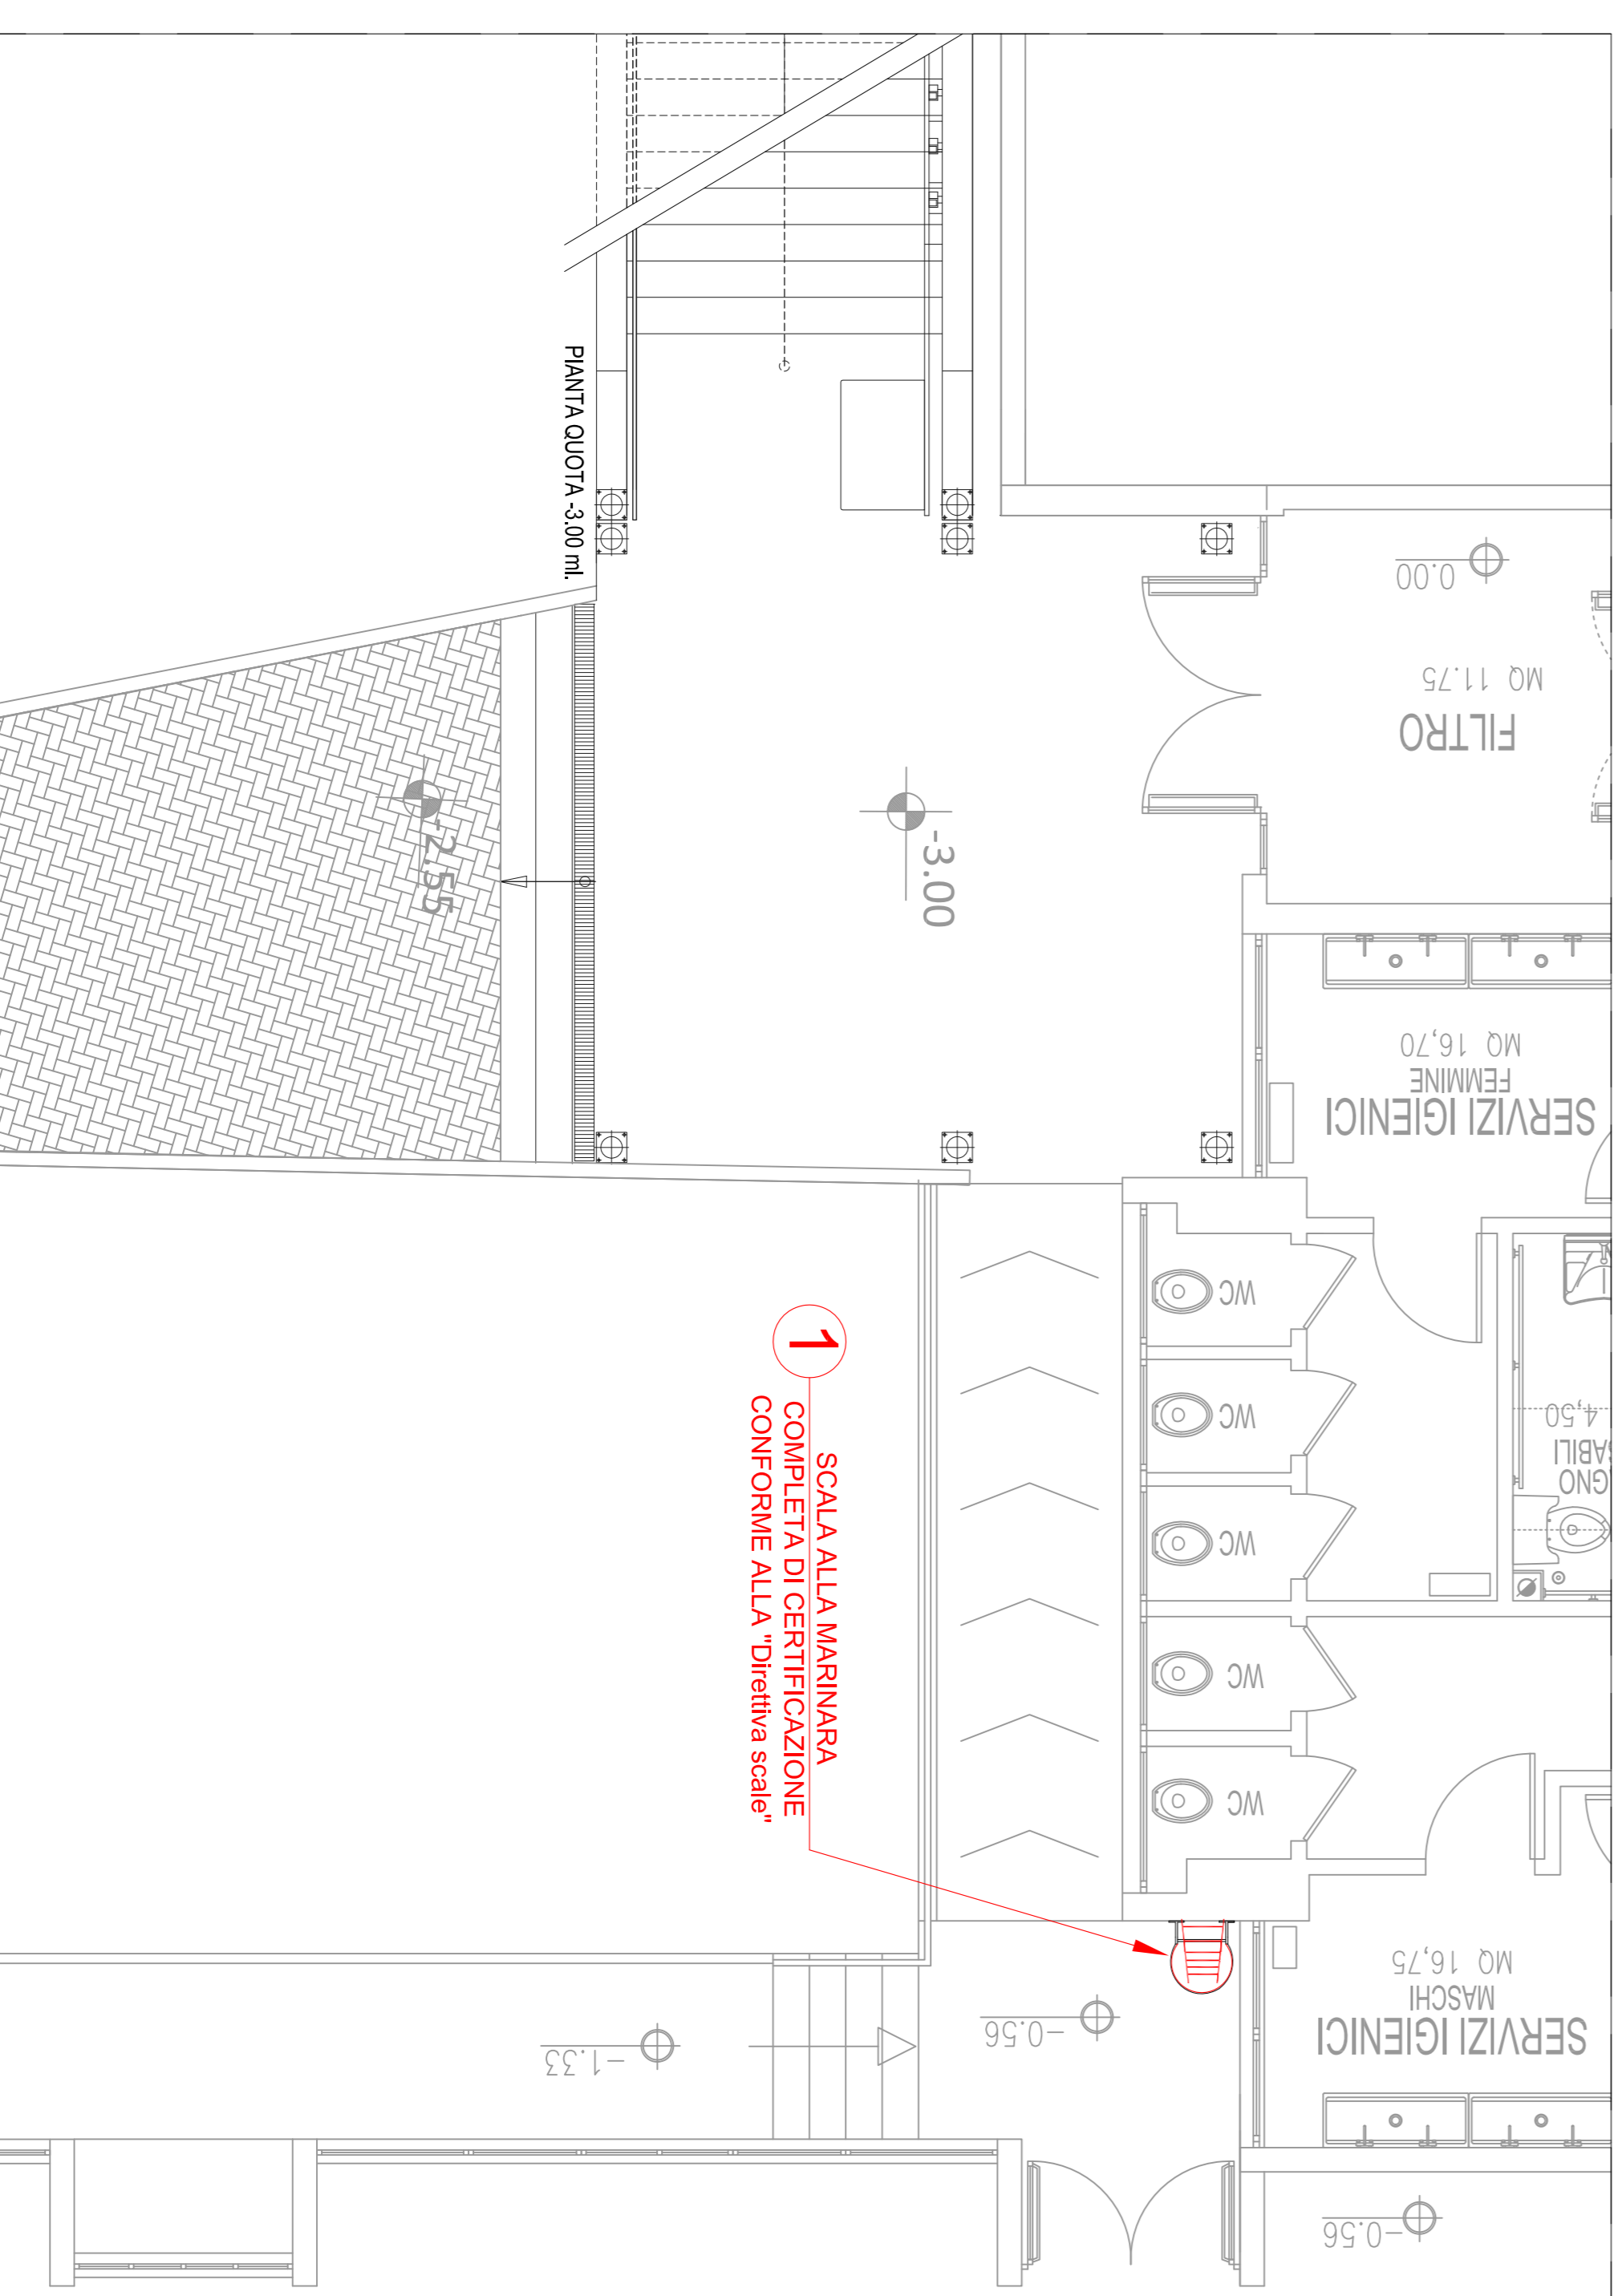 PIANTA QUOTA -3.00 ml.
0.00
MQ 11.75
FILTRO
-2.55
-3.00
MQ 16,70
FEMMINE
SERVIZI IGIENICI
WC
WC
WC
WC
WC
4,50
1
SCALA ALLA MARINARA
COMPLETA DI CERTIFICAZIONE
CONFORME ALLA "Direttiva scale"
MQ 16,75
MASCHI
SERVIZI IGIENICI
-0.56
-1.33
-0.56